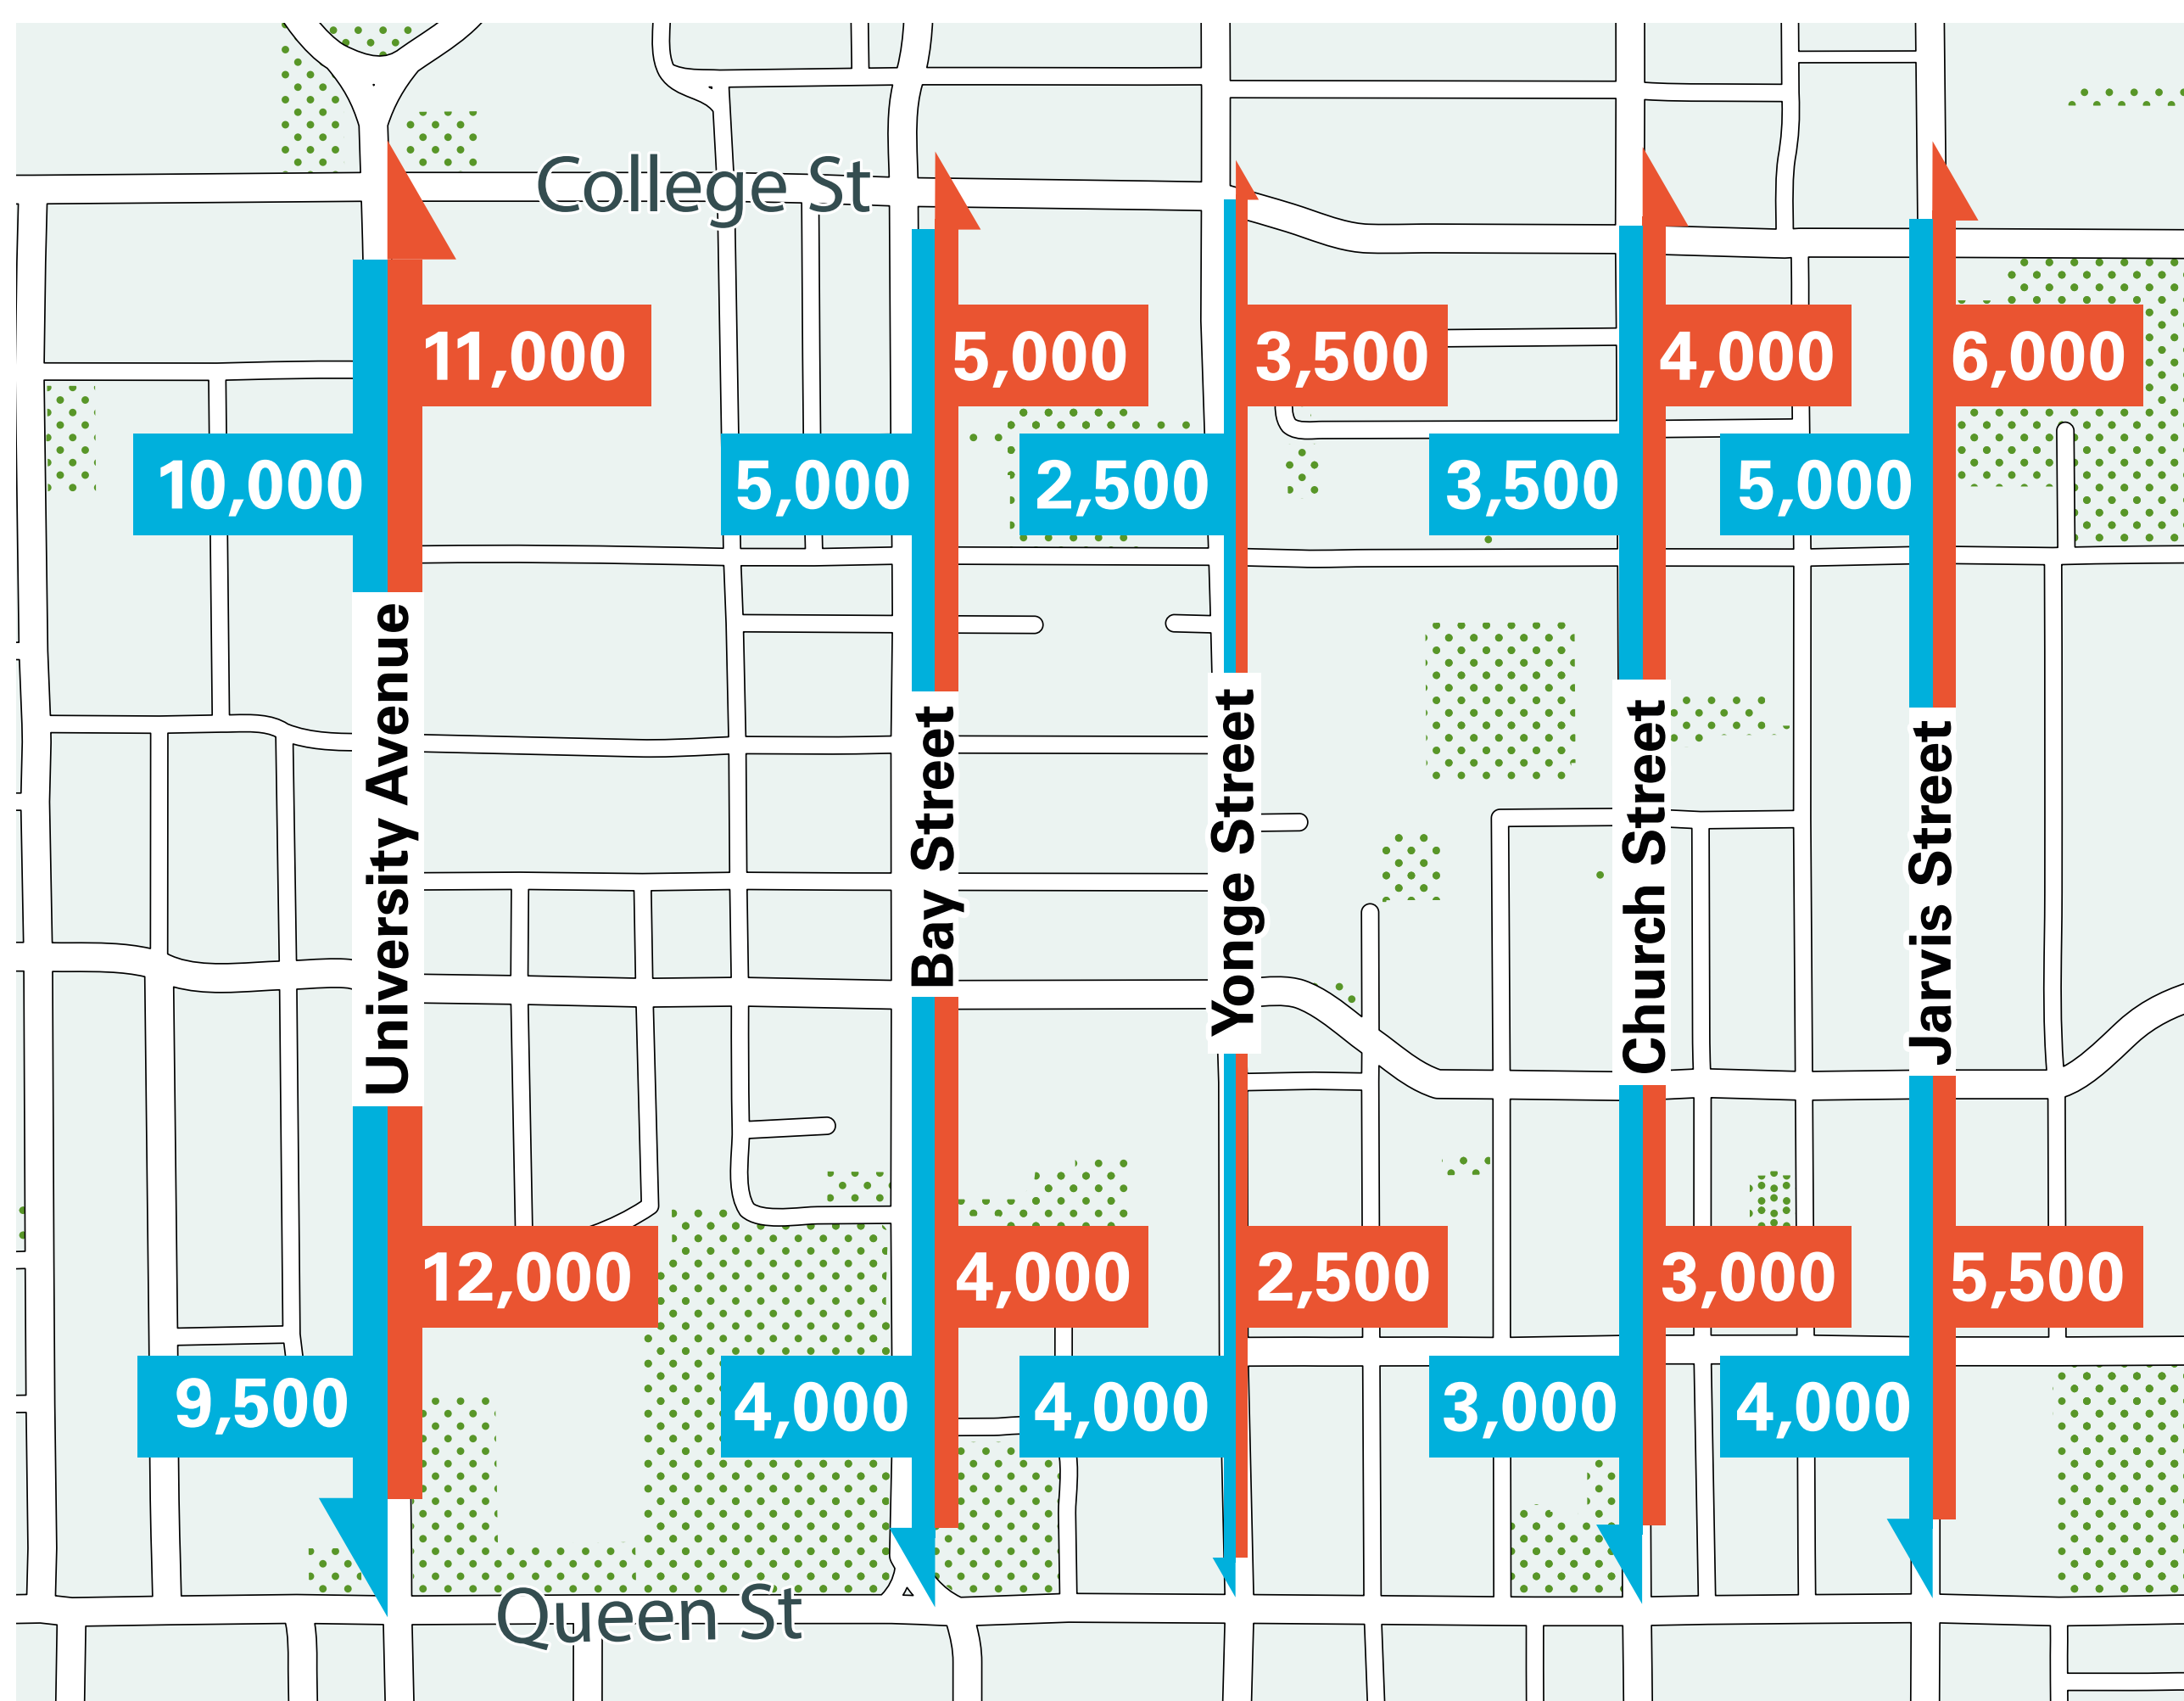 College St
11,000
5,000
3,500
4,000
6,000
10,000
5,000
2,500
3,500
5,000
University Avenue
Bay Street
Yonge Street
Church Street
Jarvis Street
12,000
4,000
2,500
3,000
5,500
9,500
4,000
4,000
3,000
4,000
Queen St